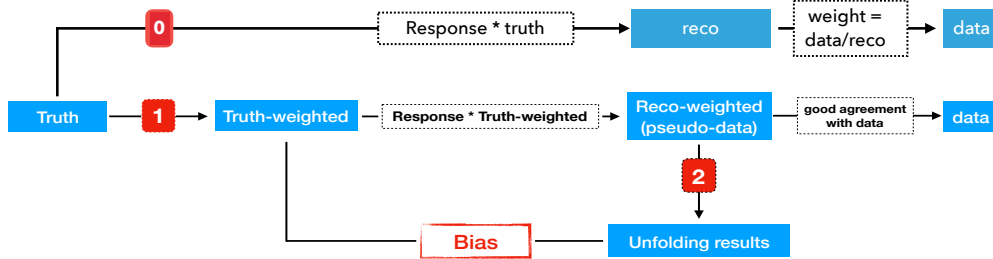 0
Response * truth
reco
weight =
data/reco
data
Truth
1
Truth-weighted
Response * Truth-weighted
Reco-weighted
(pseudo-data)
good agreement
with data
data
2
Bias
Unfolding results